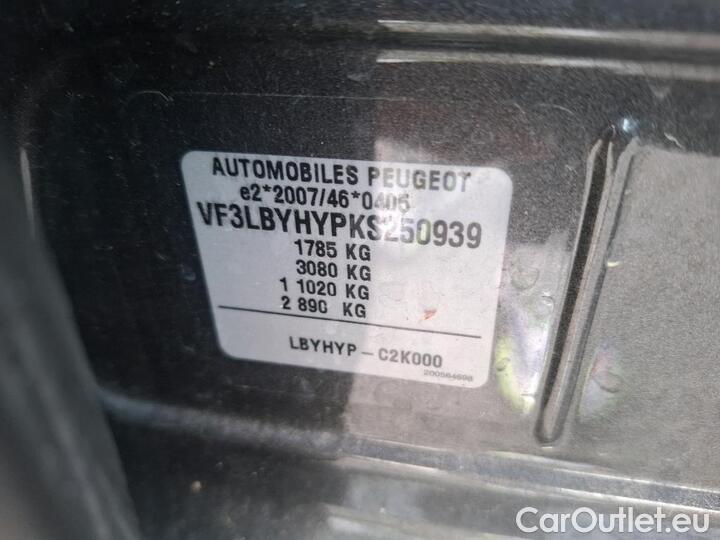 AUTOMOBILES PEUGEOT
e2*2007/46*0406
VF3LBYHYPKS250939
1785 KG
3080 KG
1 1020 KG
2 890 KG
LBYHYP - C2K000
200564698
CarOutlet.eu